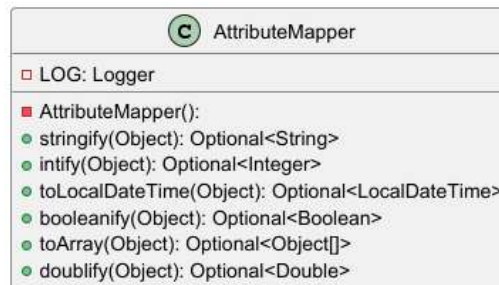 C AttributeMapper
LOG: Logger
AttributeMapper():
stringify(Object): Optional<String>
intify(Object): Optional<Integer>
toLocalDateTime(Object): Optional<LocalDateTime>
booleanify(Object): Optional<Boolean>
toArray(Object): Optional<Object[]>
doublify(Object): Optional<Double>